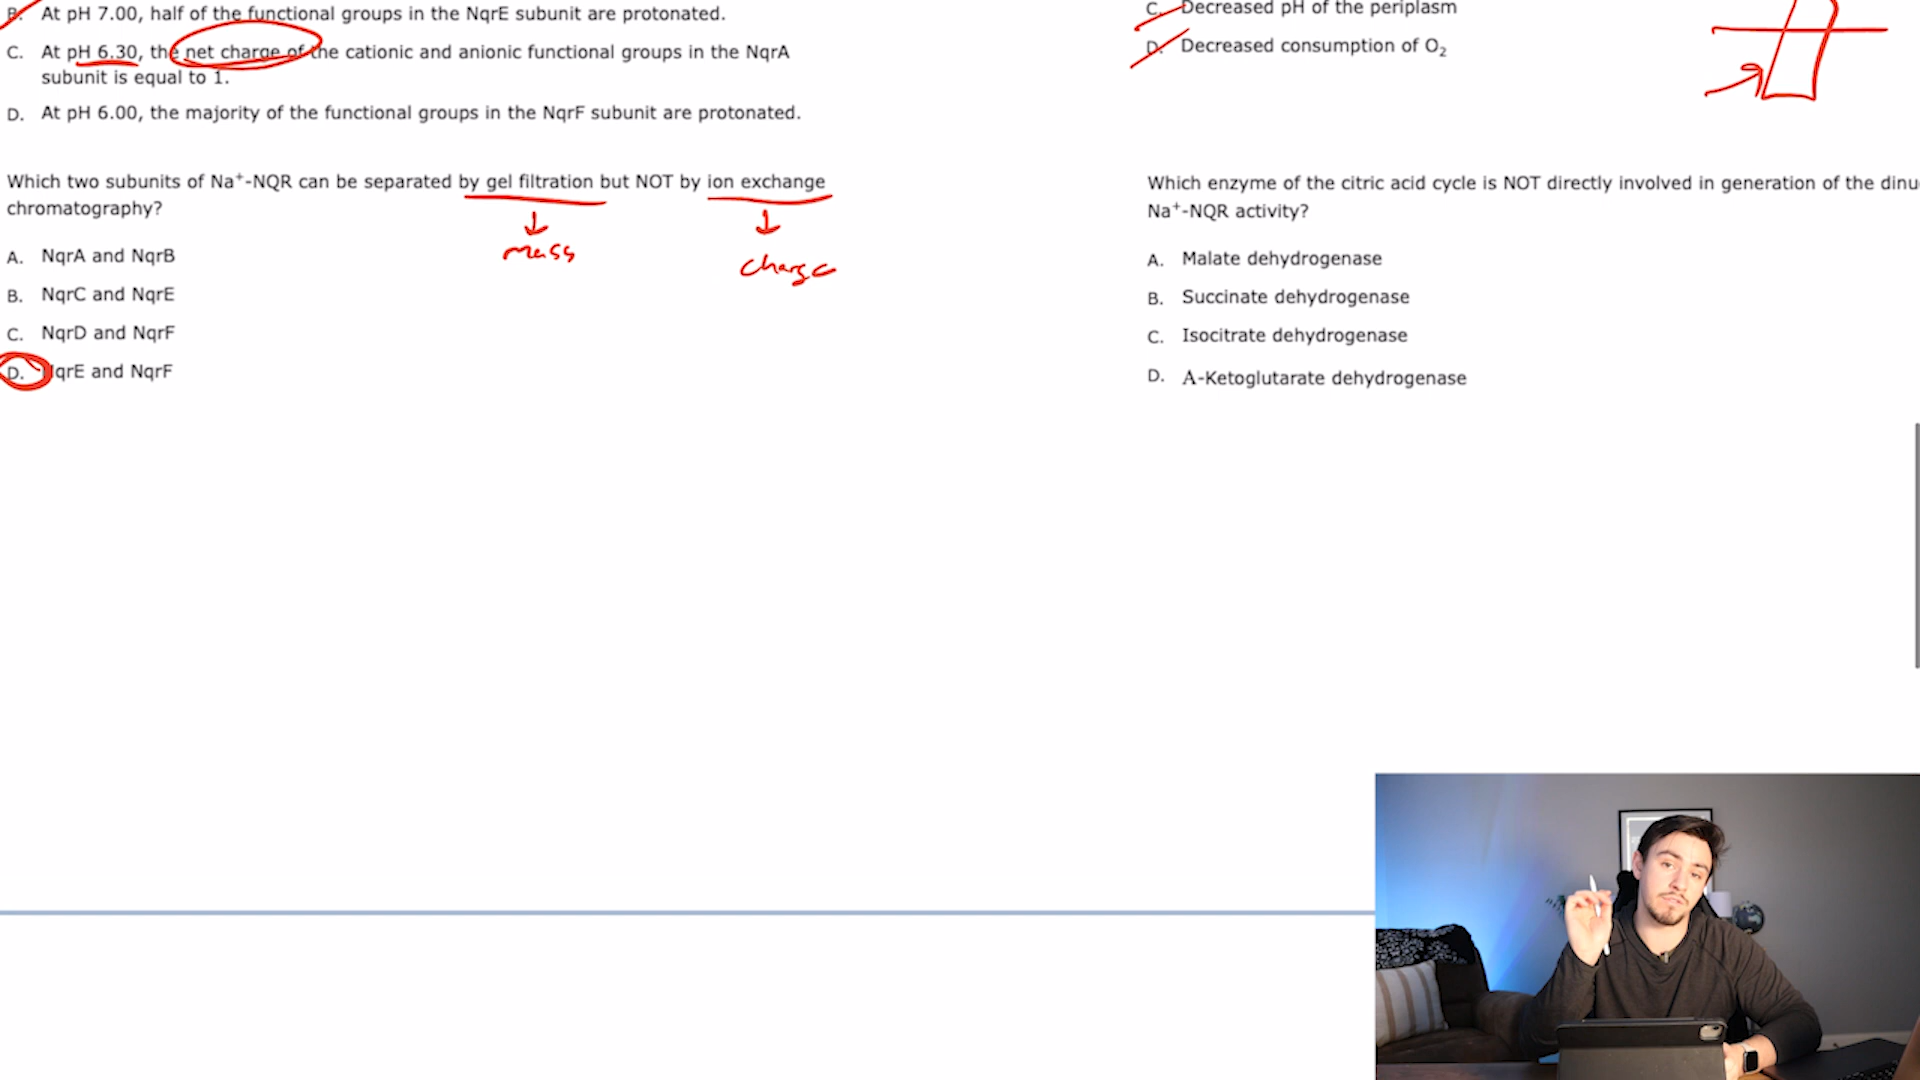 B. At pH 7.00, half of the functional groups in the NqrE subunit are protonated.
C. At pH 6.30, the net charge of the cationic and anionic functional groups in the NqrA
subunit is equal to 1.
D. At pH 6.00, the majority of the functional groups in the NqrF subunit are protonated.
Which two subunits of Na⁺-NQR can be separated by gel filtration but NOT by ion exchange
chromatography?
mass
charge
A. NqrA and NqrB
B. NqrC and NqrE
C. NqrD and NqrF
D. NqrE and NqrF
C. Decreased pH of the periplasm
D. Decreased consumption of O₂
Which enzyme of the citric acid cycle is NOT directly involved in generation of the dinu
Na⁺-NQR activity?
A. Malate dehydrogenase
B. Succinate dehydrogenase
C. Isocitrate dehydrogenase
D. Α-Ketoglutarate dehydrogenase